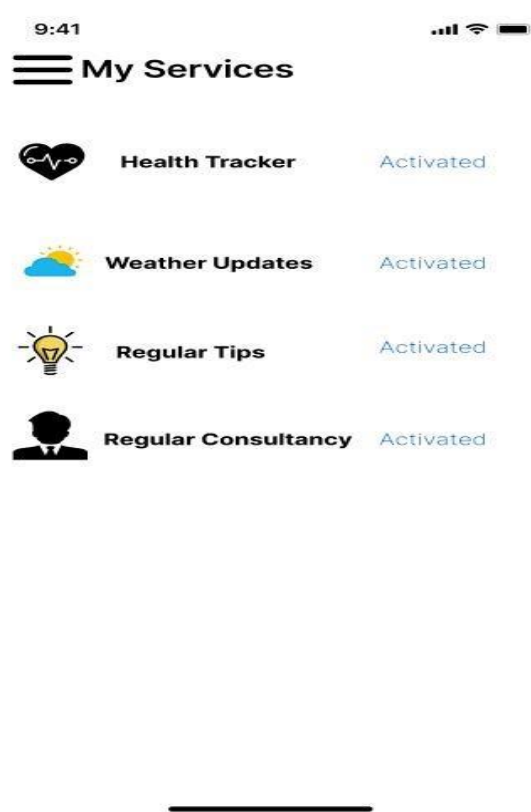 9:41
My Services
Health Tracker Activated
Weather Updates Activated
Regular Tips Activated
Regular Consultancy Activated